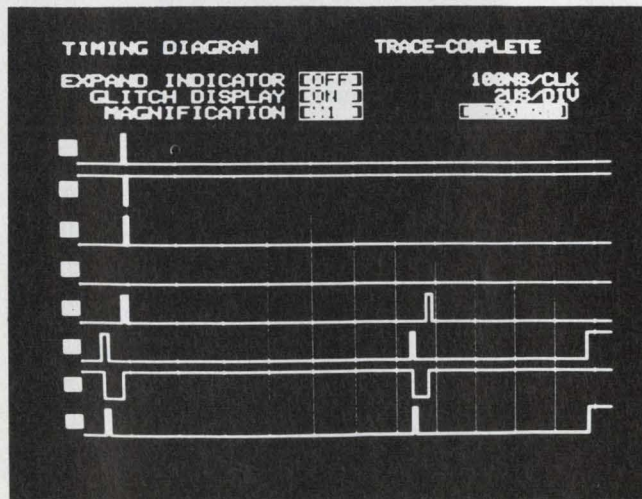 TIMING DIAGRAM TRACE-COMPLETE
EXPAND INDICATOR [OFF] 100NS/CLK
GLITCH DISPLAY [ON ] 2US/DIV
MAGNIFICATION